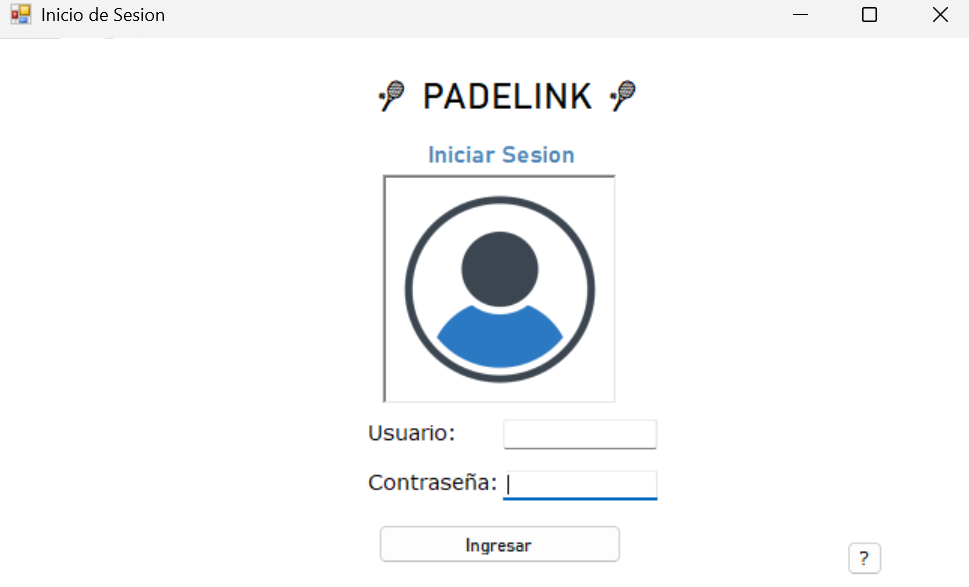 Inicio de Sesion
PADELINK
Iniciar Sesion
Usuario:
Contraseña:
Ingresar
?